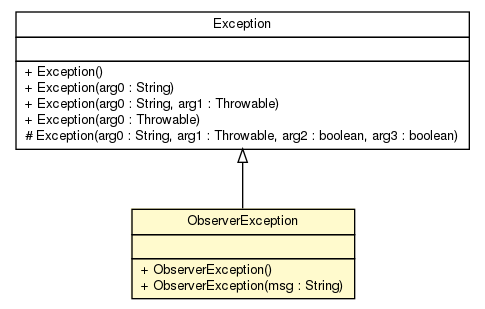 Exception
+ Exception()
+ Exception(arg0 : String)
+ Exception(arg0 : String, arg1 : Throwable)
+ Exception(arg0 : Throwable)
# Exception(arg0 : String, arg1 : Throwable, arg2 : boolean, arg3 : boolean)
ObserverException
+ ObserverException()
+ ObserverException(msg : String)